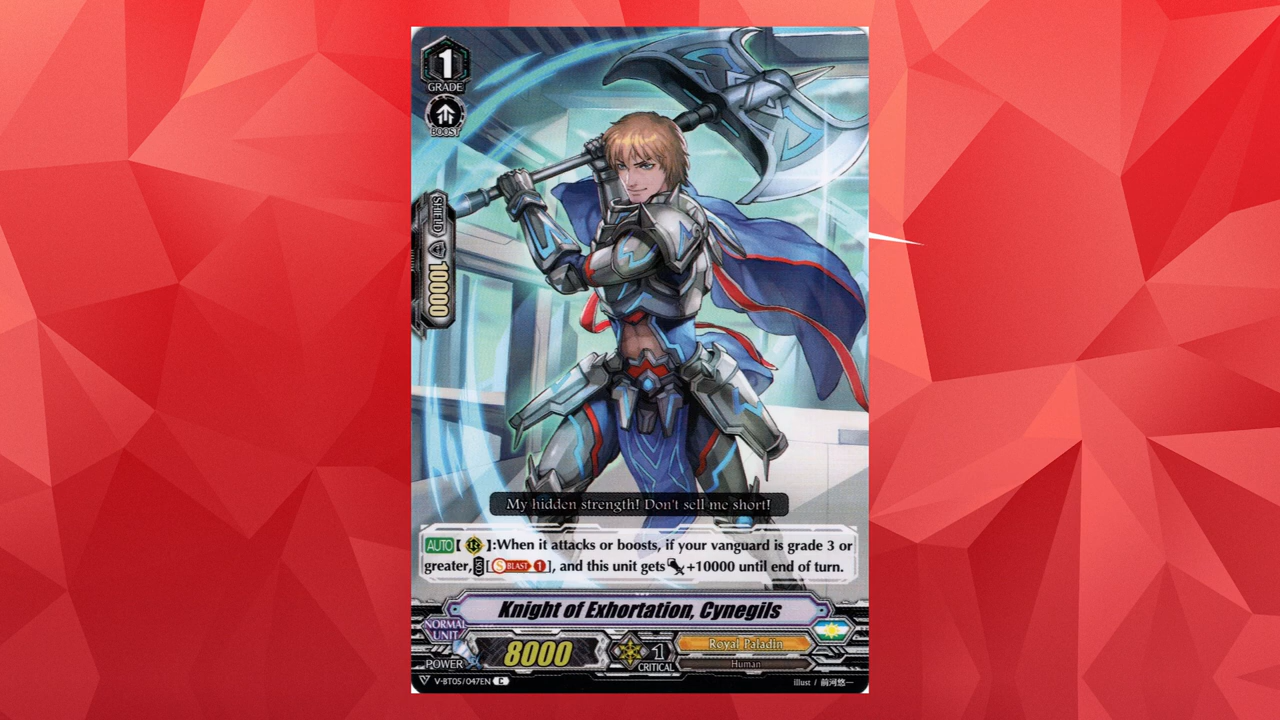 1
GRADE
BOOST
SHIELD
10000
My hidden strength! Don't sell me short!
AUTO【 R 】:When it attacks or boosts, if your vanguard is grade 3 or
greater, COST [S BLAST 1], and this unit gets +10000 until end of turn.
Knight of Exhortation, Cynegils
NORMAL
UNIT
POWER
8000
1
CRITICAL
Royal Paladin
Human
V-BT05/047EN C
illust / 前河悠一